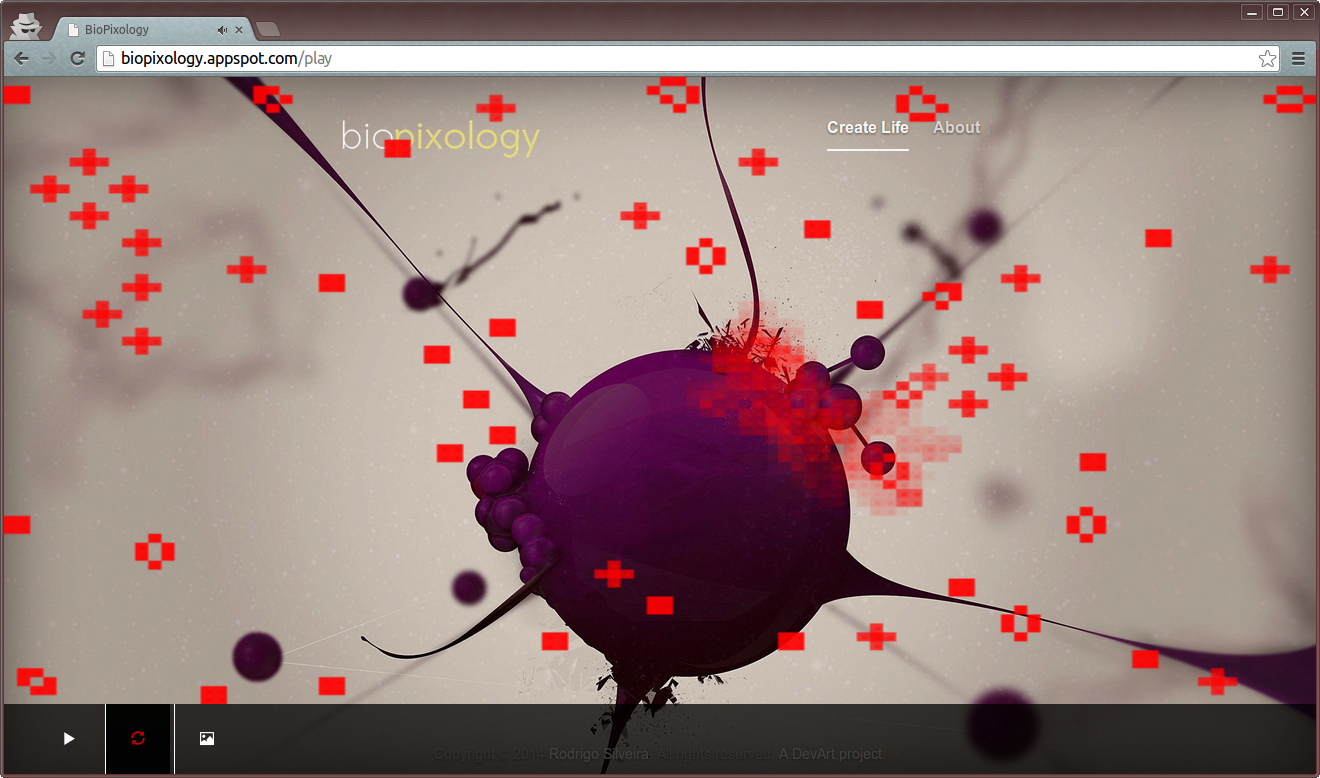 BioPixology
biopixology.appspot.com/play
biopixology
Create Life About
Copyright © 2014 Rodrigo Silveira. All rights reserved. A DevArt project